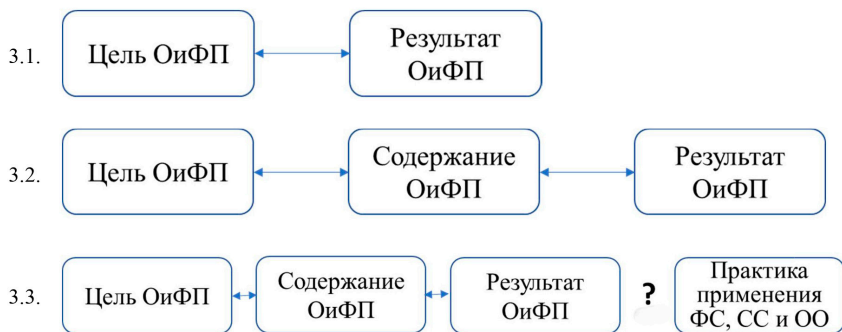 3.1.
Цель ОиФП
Результат
ОиФП
3.2.
Цель ОиФП
Содержание
ОиФП
Результат
ОиФП
3.3.
Цель ОиФП
Содержание
ОиФП
Результат
ОиФП
?
Практика
применения
ФС, СС и ОО